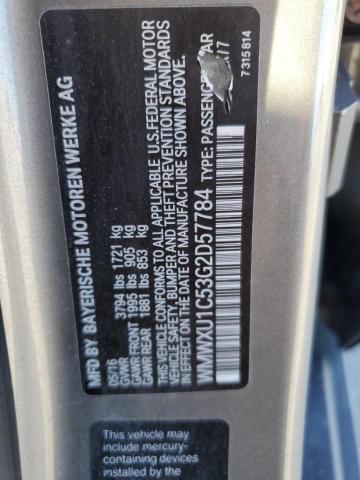 MFD BY BAYERISCHE MOTOREN WERKE AG
05/16
GVWR 3794 lbs 1721 kg
GAWR FRONT 1995 lbs 905 kg
GAWR REAR 1881 lbs 853 kg
THIS VEHICLE CONFORMS TO ALL APPLICABLE U.S. FEDERAL MOTOR
VEHICLE SAFETY, BUMPER AND THEFT PREVENTION STANDARDS
IN EFFECT ON THE DATE OF MANUFACTURE SHOWN ABOVE.
WMWXU1C53G2D57784 TYPE: PASSENGER CAR
7315814
This vehicle may
include mercury-
containing devices
installed by the